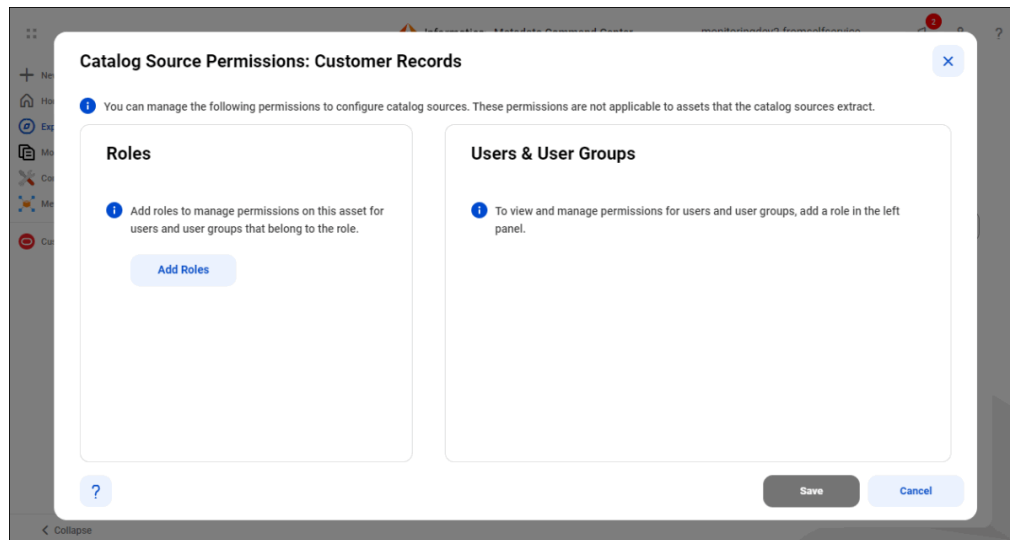 2
?
Catalog Source Permissions: Customer Records
You can manage the following permissions to configure catalog sources. These permissions are not applicable to assets that the catalog sources extract.
Roles
Add roles to manage permissions on this asset for
users and user groups that belong to the role.
Add Roles
Users & User Groups
To view and manage permissions for users and user groups, add a role in the left
panel.
?
Save
Cancel
Collapse